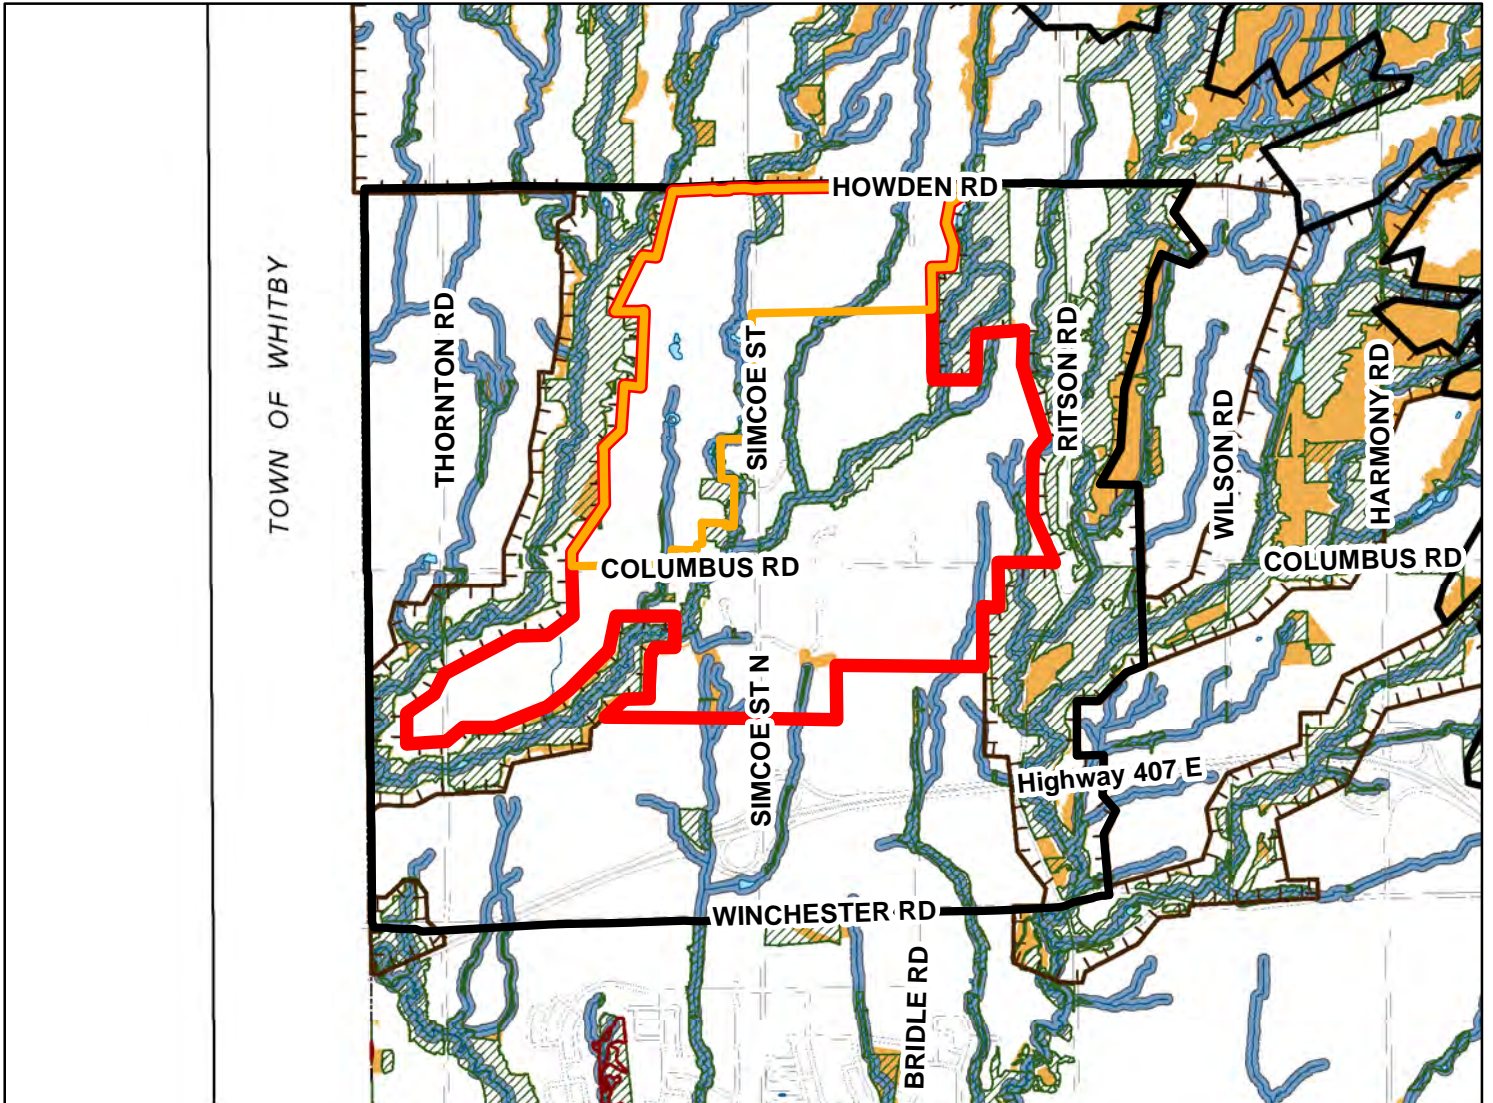 HOWDEN RD
TOWN OF WHITBY
THORNTON RD
SIMCOE ST
RITSON RD
WILSON RD
HARMONY RD
COLUMBUS RD
COLUMBUS RD
SIMCOE ST N
Highway 407 E
WINCHESTER RD
BRIDLE RD